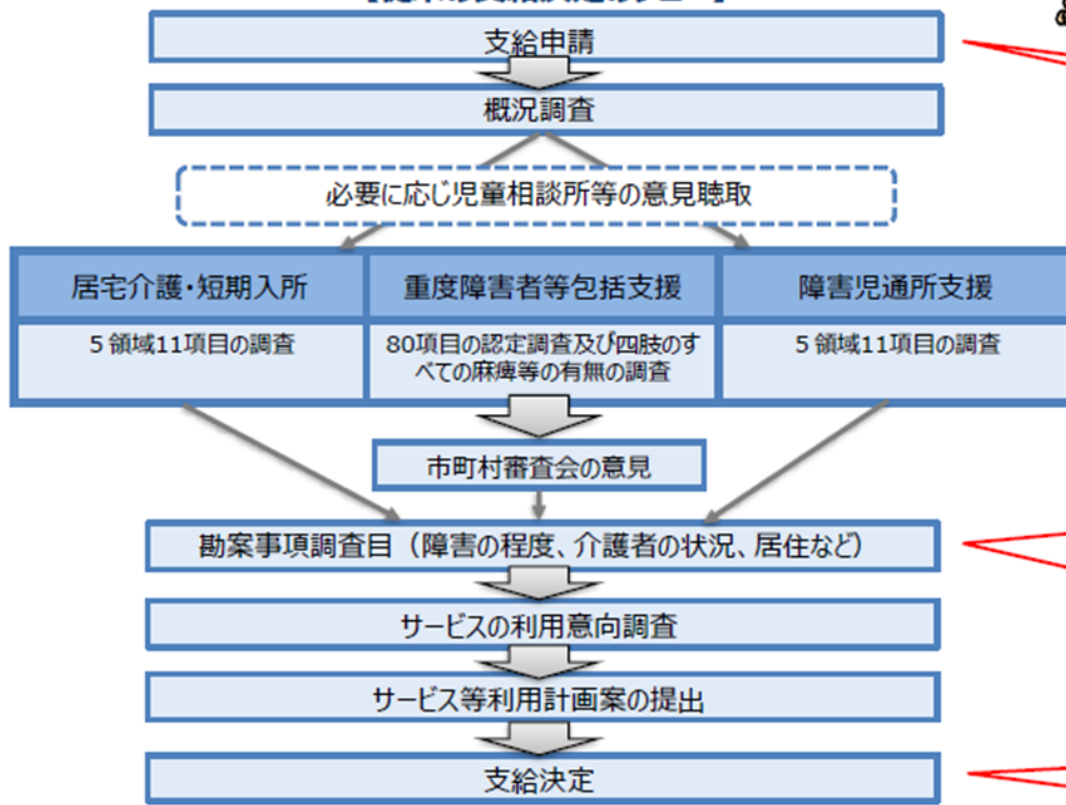 支給申請
概況調査
必要に応じ児童相談所等の意見聴取
居宅介護・短期入所
重度障害者等包括支援
障害児通所支援
5領域11項目の調査
80項目の認定調査及び四肢のす
べての麻痺等の有無の調査
5領域11項目の調査
市町村審査会の意見
勘案事項調査目（障害の程度、介護者の状況、居住など）
サービスの利用意向調査
サービス等利用計画案の提出
支給決定